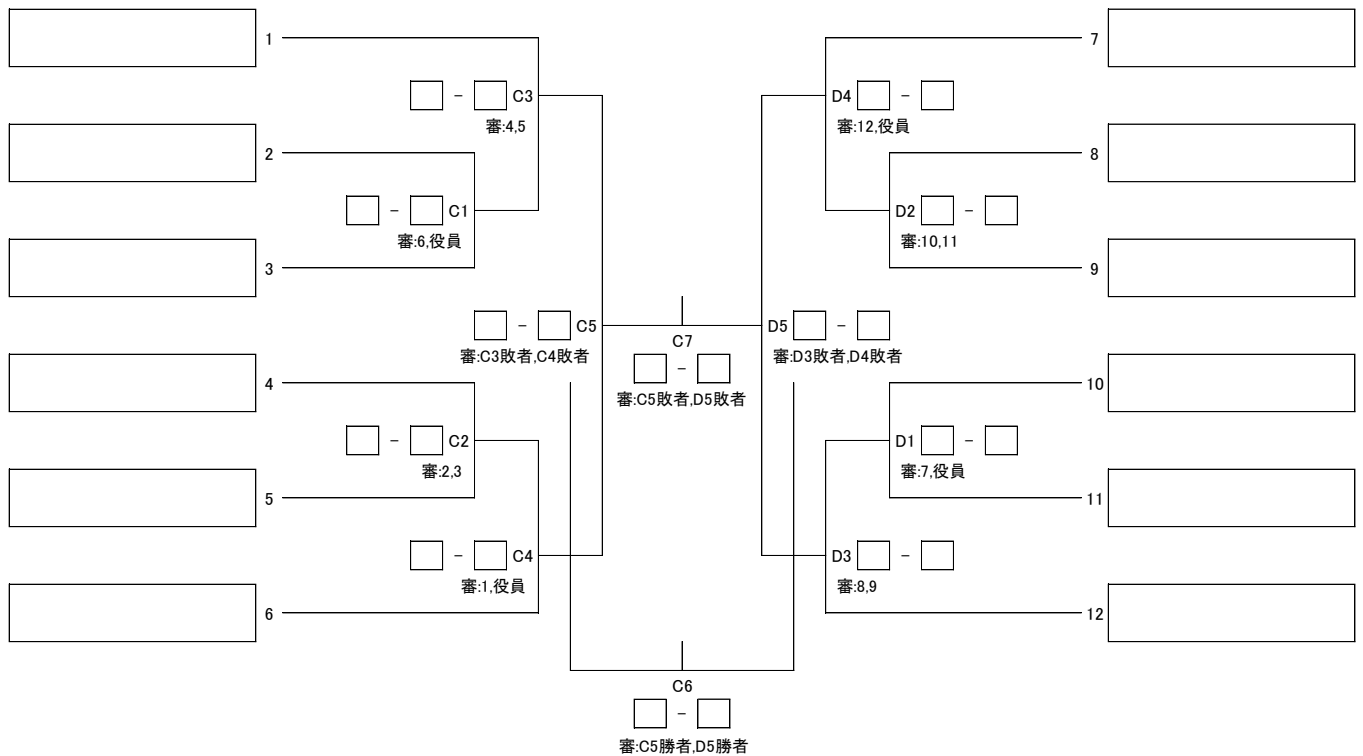 1
7
- C3
D4 -
審:4,5
審:12,役員
2
8
- C1
D2 -
審:6,役員
審:10,11
3
9
- C5
D5 -
審:C3敗者,C4敗者
C7
審:D3敗者,D4敗者
-
審:C5敗者,D5敗者
4
10
- C2
D1 -
審:2,3
審:7,役員
5
11
- C4
D3 -
審:1,役員
審:8,9
6
12
C6
-
審:C5勝者,D5勝者